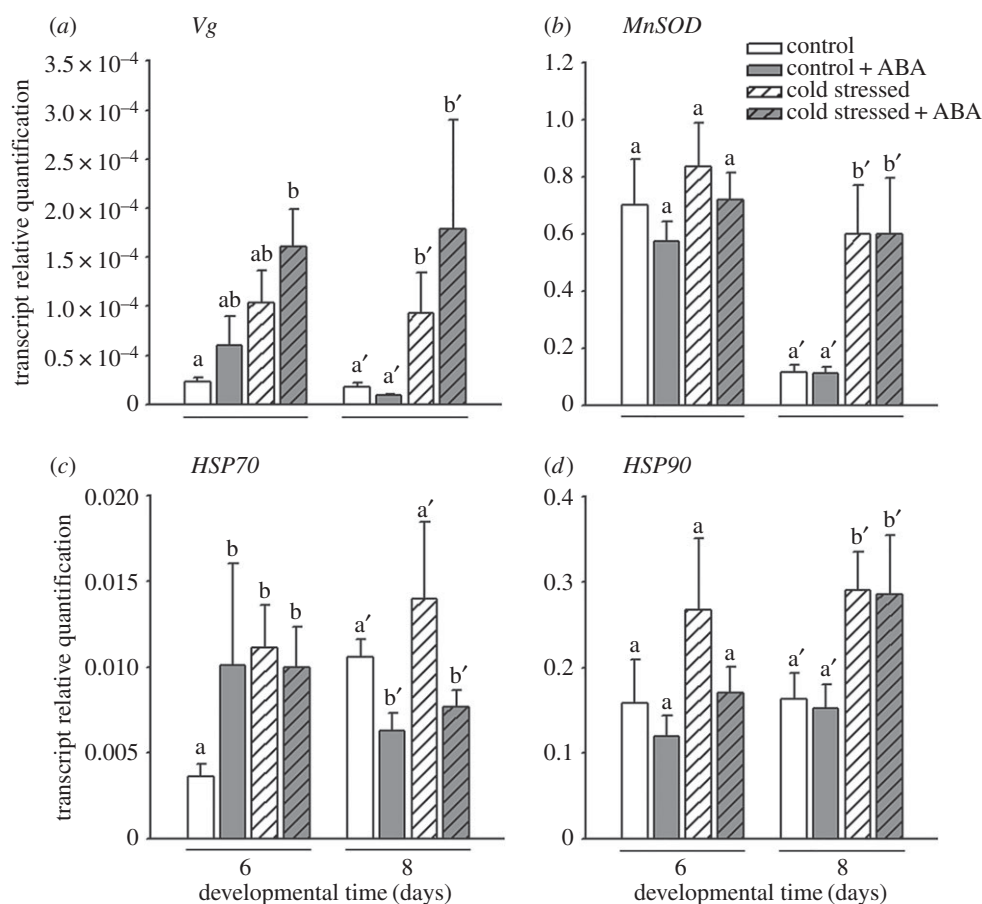 (a) Vg
3.5 × 10⁻⁴
3.0 × 10⁻⁴
2.5 × 10⁻⁴
2.0 × 10⁻⁴
1.5 × 10⁻⁴
1.0 × 10⁻⁴
0.5 × 10⁻⁴
0
transcript relative quantification
a ab ab b a′ a′ b′ b′
(b) MnSOD
control
control + ABA
cold stressed
cold stressed + ABA
1.2
1.0
0.8
0.6
0.4
0.2
0
a a a a a′ a′ b′ b′
(c) HSP70
0.020
0.015
0.010
0.005
0
transcript relative quantification
a b b b a′ b′ a′ b′
6 8
developmental time (days)
(d) HSP90
0.4
0.3
0.2
0.1
0
a a a a a′ a′ b′ b′
6 8
developmental time (days)